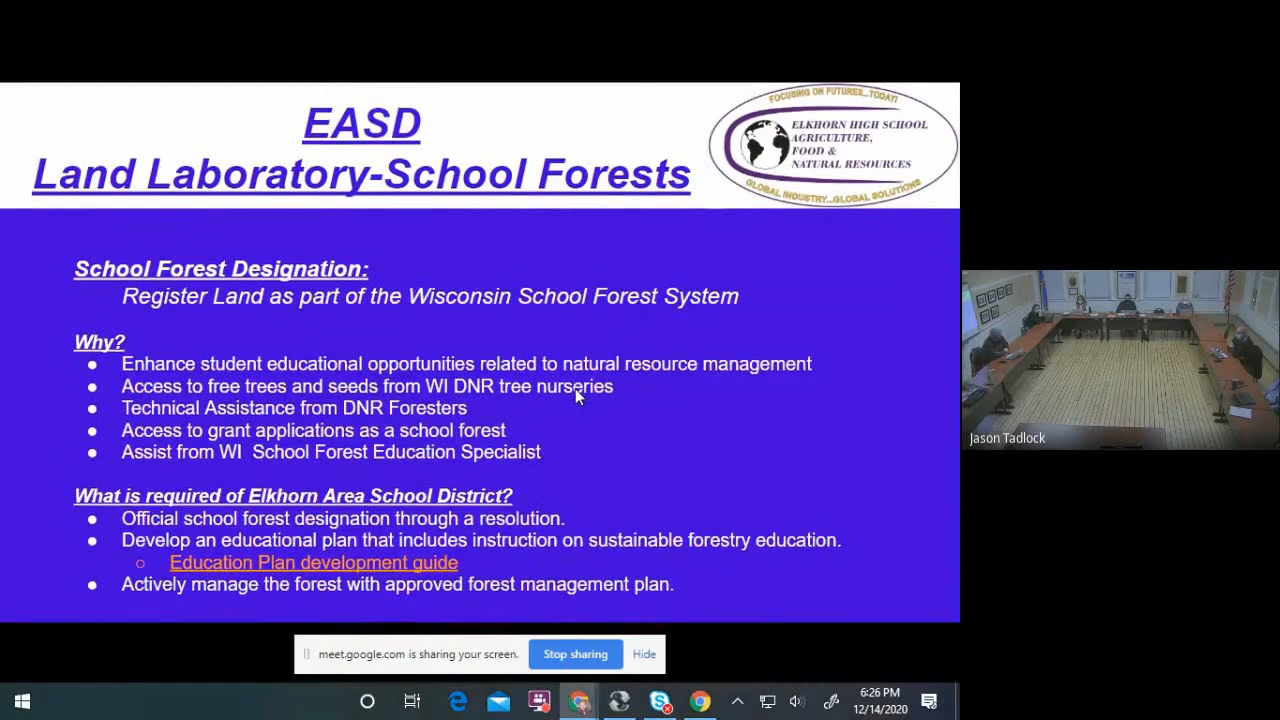 EASD
Land Laboratory-School Forests
FOCUSING ON FUTURES...TODAY!
ELKHORN HIGH SCHOOL
AGRICULTURE,
FOOD &
NATURAL RESOURCES
GLOBAL INDUSTRY...GLOBAL SOLUTIONS
School Forest Designation:
Register Land as part of the Wisconsin School Forest System
Why?
● Enhance student educational opportunities related to natural resource management
● Access to free trees and seeds from WI DNR tree nurseries
● Technical Assistance from DNR Foresters
● Access to grant applications as a school forest
● Assist from WI School Forest Education Specialist
What is required of Elkhorn Area School District?
● Official school forest designation through a resolution.
● Develop an educational plan that includes instruction on sustainable forestry education.
○ Education Plan development guide
● Actively manage the forest with approved forest management plan.
Jason Tadlock
meet.google.com is sharing your screen.
Stop sharing
Hide
6:26 PM
12/14/2020